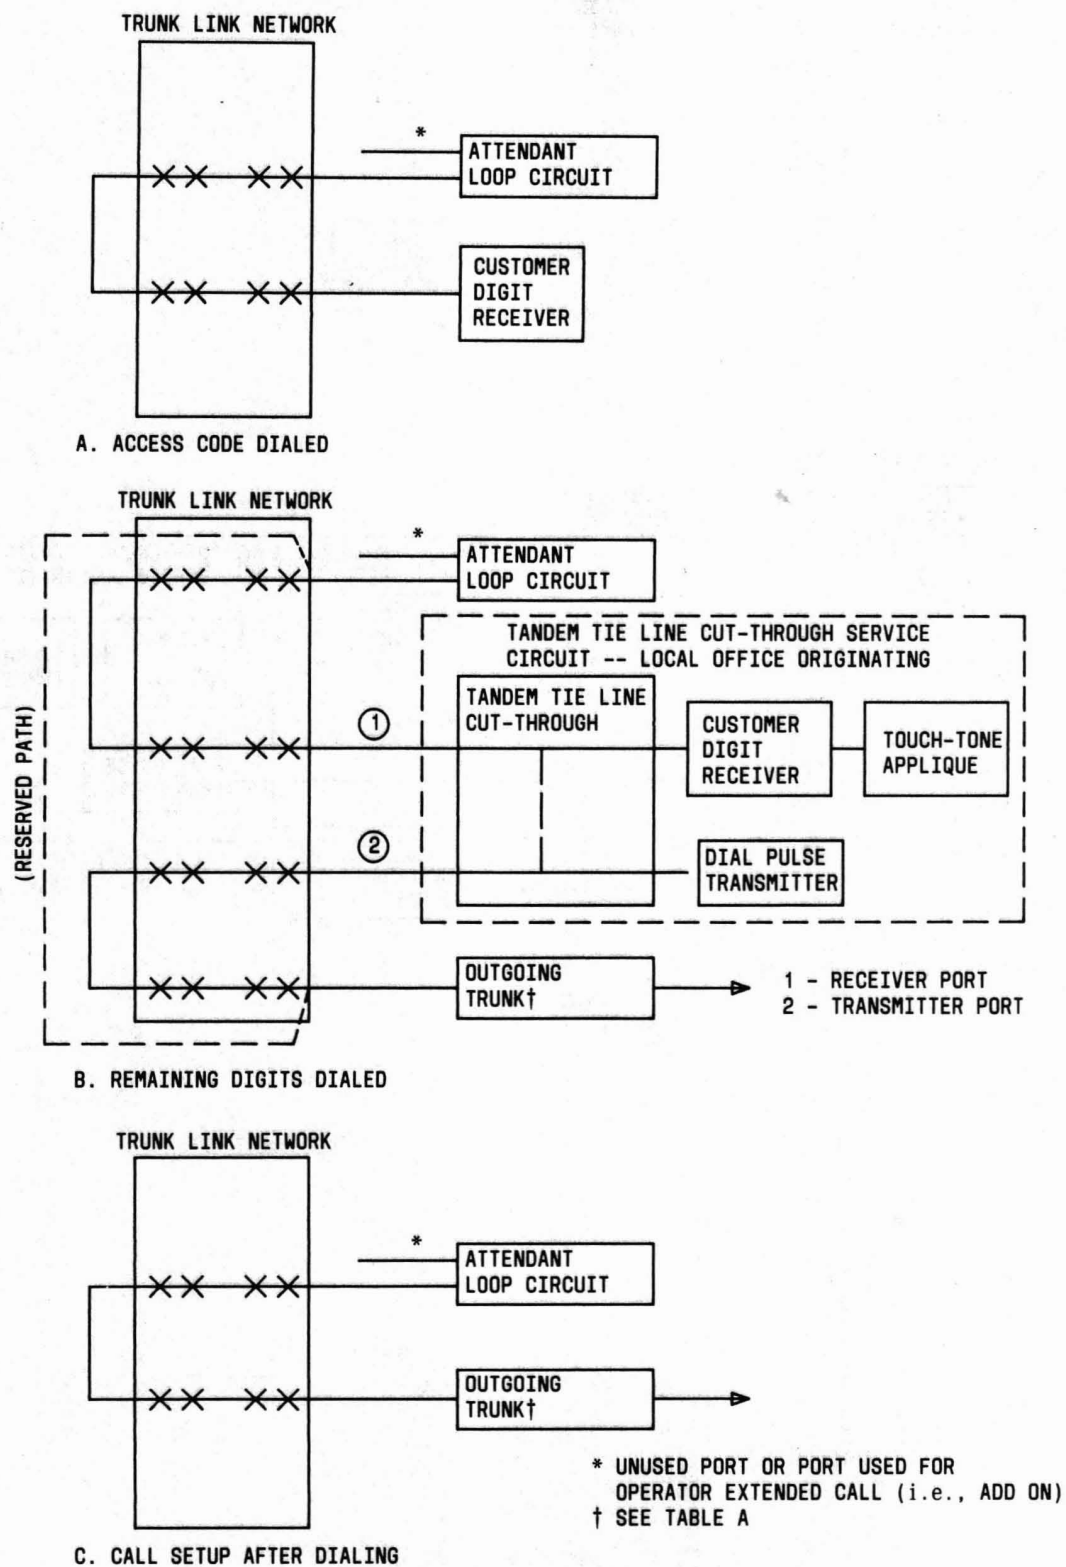 TRUNK LINK NETWORK
*
ATTENDANT
LOOP CIRCUIT
CUSTOMER
DIGIT
RECEIVER
A. ACCESS CODE DIALED
TRUNK LINK NETWORK
*
ATTENDANT
LOOP CIRCUIT
TANDEM TIE LINE CUT-THROUGH SERVICE
CIRCUIT -- LOCAL OFFICE ORIGINATING
TANDEM TIE LINE
CUT-THROUGH
1
CUSTOMER
DIGIT
RECEIVER
TOUCH-TONE
APPLIQUE
(RESERVED PATH)
2
DIAL PULSE
TRANSMITTER
OUTGOING
TRUNK†
1 - RECEIVER PORT
2 - TRANSMITTER PORT
B. REMAINING DIGITS DIALED
TRUNK LINK NETWORK
*
ATTENDANT
LOOP CIRCUIT
OUTGOING
TRUNK†
* UNUSED PORT OR PORT USED FOR
OPERATOR EXTENDED CALL (i.e., ADD ON)
† SEE TABLE A
C. CALL SETUP AFTER DIALING